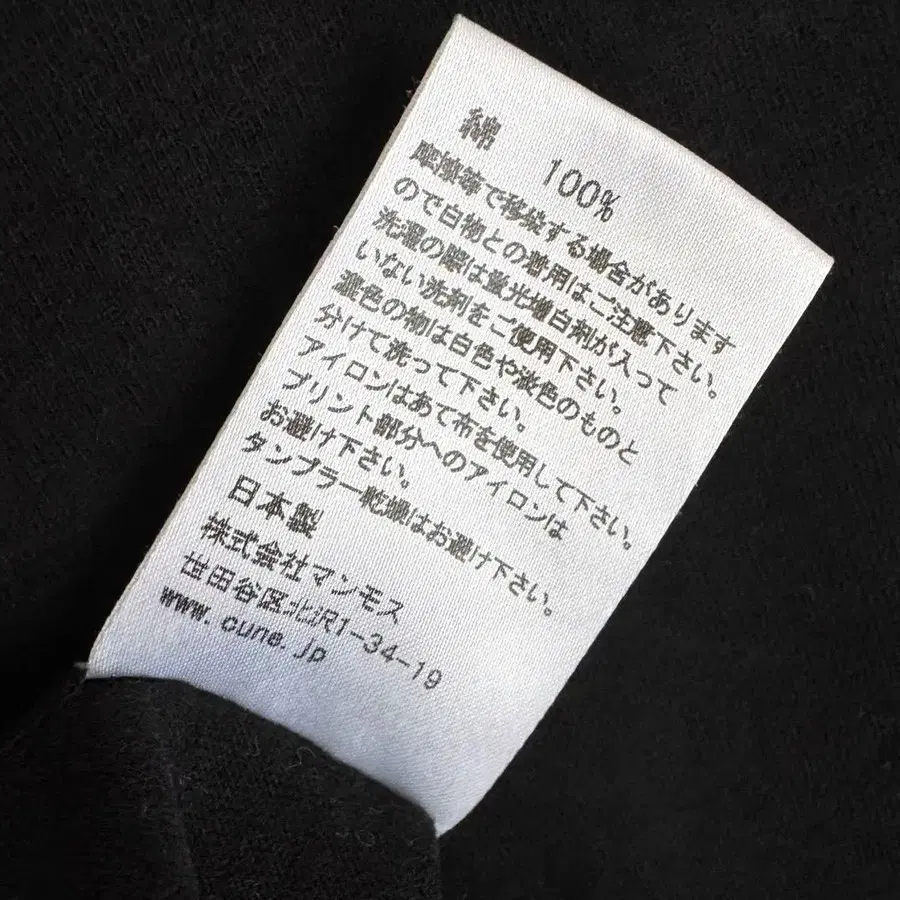 綿 100%
摩擦等で移染する場合があります
ので白物との着用はご注意下さい。
洗濯の際は蛍光増白剤が入って
いない洗剤をご使用下さい。
濃色の物は白色や淡色のものと
分けて洗って下さい。
アイロンはあて布を使用して下さい。
プリント部分へのアイロンは
お避け下さい。
タンブラー乾燥はお避け下さい。
日本製
株式会社マンモス
世田谷区北沢1-34-19
www.cune.jp